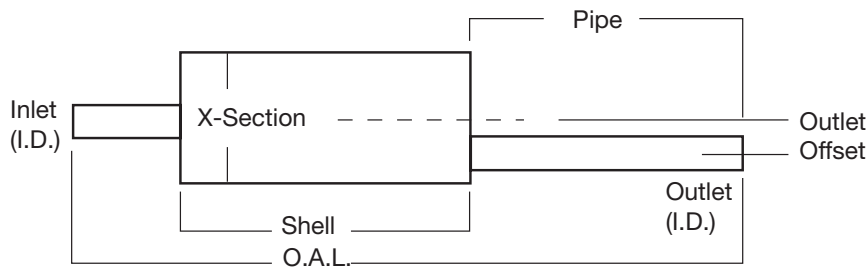 Pipe
Inlet
(I.D.)
X-Section
Outlet
Offset
Outlet
(I.D.)
Shell
O.A.L.